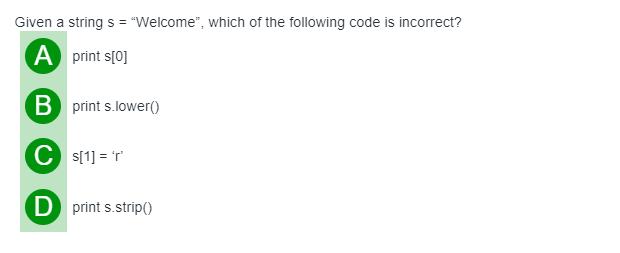 Given a string s = “Welcome”, which of the following code is incorrect?
A print s[0]
B print s.lower()
C s[1] = ‘r’
D print s.strip()